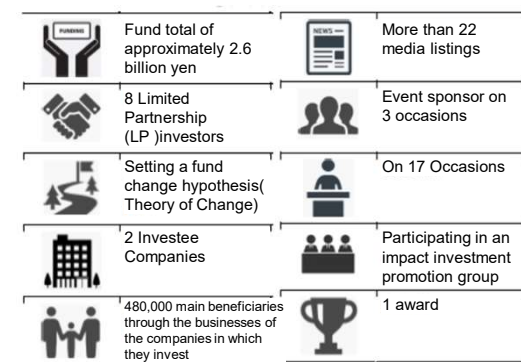 FUNDING
Fund total of
approximately 2.6
billion yen
8 Limited
Partnership
(LP )investors
Setting a fund
change hypothesis(
Theory of Change)
2 Investee
Companies
480,000 main beneficiaries
through the businesses of
the companies in which
they invest
NEWS
More than 22
media listings
Event sponsor on
3 occasions
On 17 Occasions
Participating in an
impact investment
promotion group
1 award